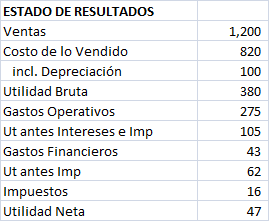 ESTADO DE RESULTADOS
Ventas 1,200
Costo de lo Vendido 820
incl. Depreciación 100
Utilidad Bruta 380
Gastos Operativos 275
Ut antes Intereses e Imp 105
Gastos Financieros 43
Ut antes Imp 62
Impuestos 16
Utilidad Neta 47